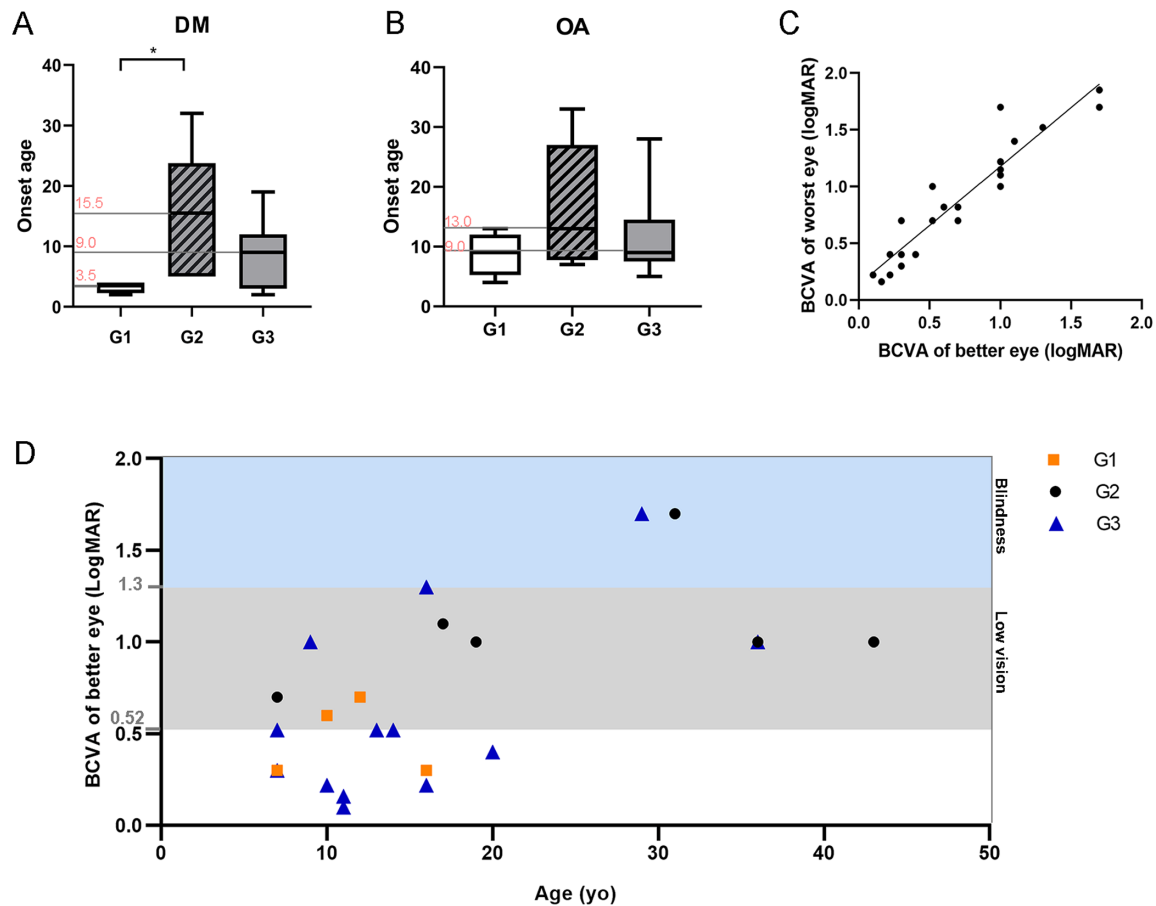 A
DM
*
Onset age
40
30
20
10
0
15.5
9.0
3.5
G1
G2
G3
B
OA
Onset age
40
30
20
10
0
13.0
9.0
G1
G2
G3
C
BCVA of worst eye (logMAR)
2.0
1.5
1.0
0.5
0.0
0.0
0.5
1.0
1.5
2.0
BCVA of better eye (logMAR)
D
BCVA of better eye (LogMAR)
2.0
1.5
1.3
1.0
0.52
0.5
0.0
0
10
20
30
40
50
Age (yo)
Blindness
Low vision
G1
G2
G3